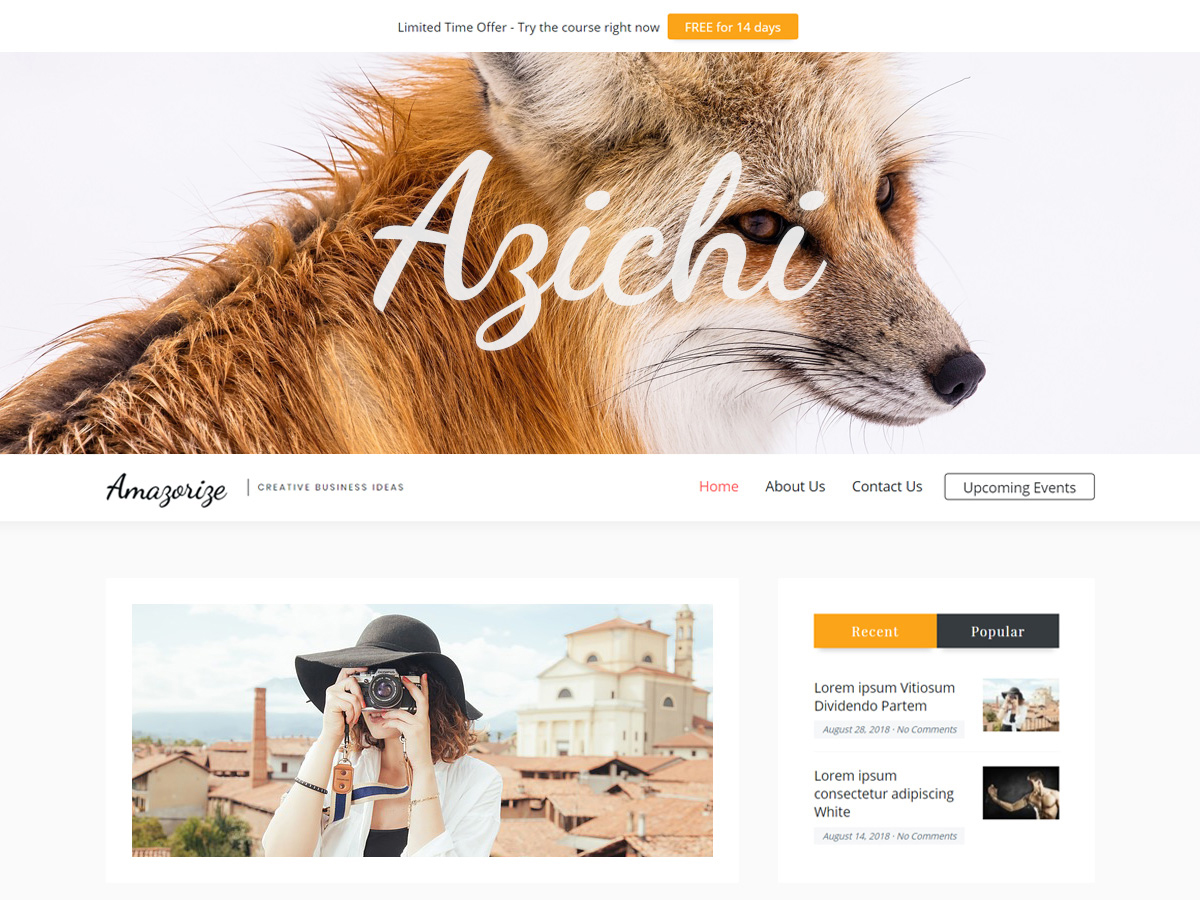 Limited Time Offer - Try the course right now FREE for 14 days
Azichi
Amazorize | CREATIVE BUSINESS IDEAS Home About Us Contact Us Upcoming Events
Recent Popular
Lorem ipsum Vitiosum
Dividendo Partem
August 28, 2018 · No Comments
Lorem ipsum
consectetur adipiscing
White
August 14, 2018 · No Comments